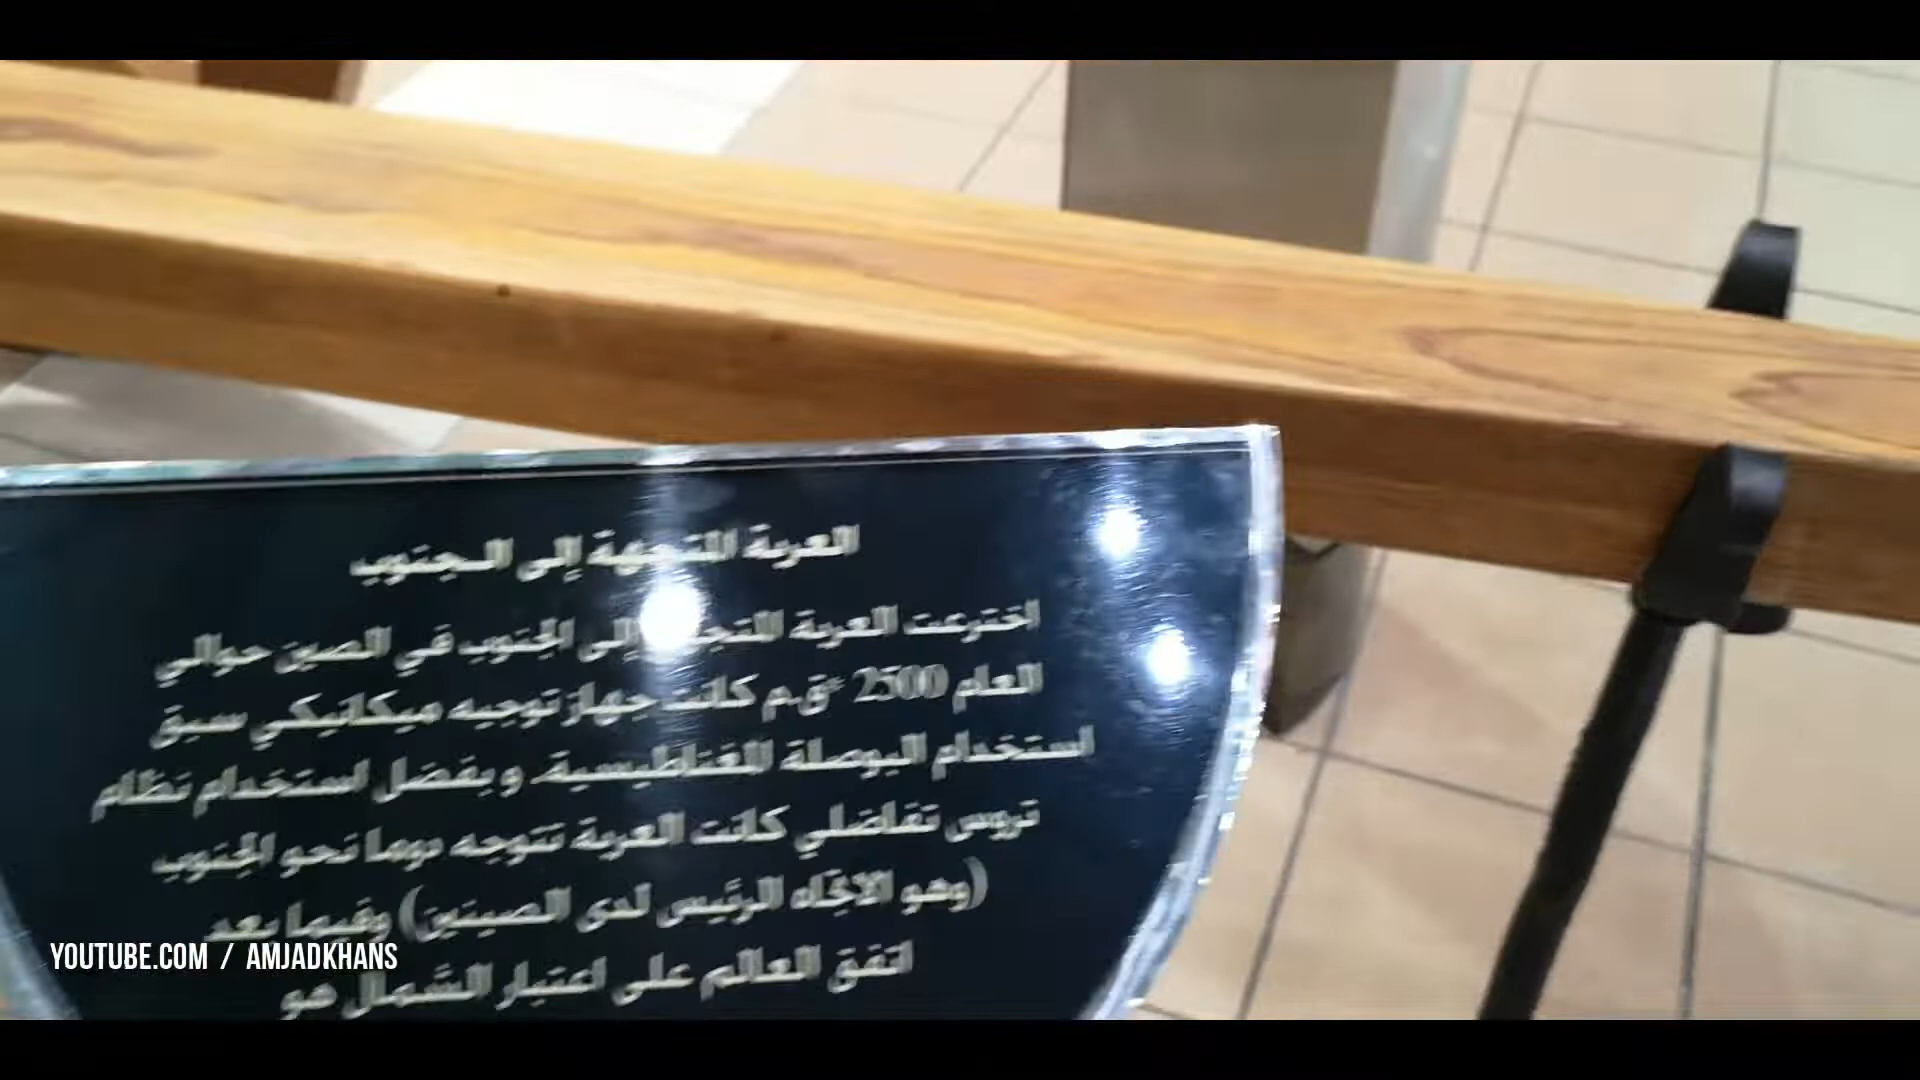 العربة المتجهة إلى الجنوب
اخترعت العربة المتجهة إلى الجنوب في الصين حوالي
العام 2500 ق.م كانت جهاز توجيه ميكانيكي سبق
استخدام البوصلة المغناطيسية. وبفضل استخدام نظام
تروس تفاضلي كانت العربة تتوجه دوما نحو الجنوب
(وهو الاتجاه الرئيس لدى الصينين) وفيما بعد
اتفق العالم على اعتبار الشمال هو
YOUTUBE.COM / AMJADKHANS